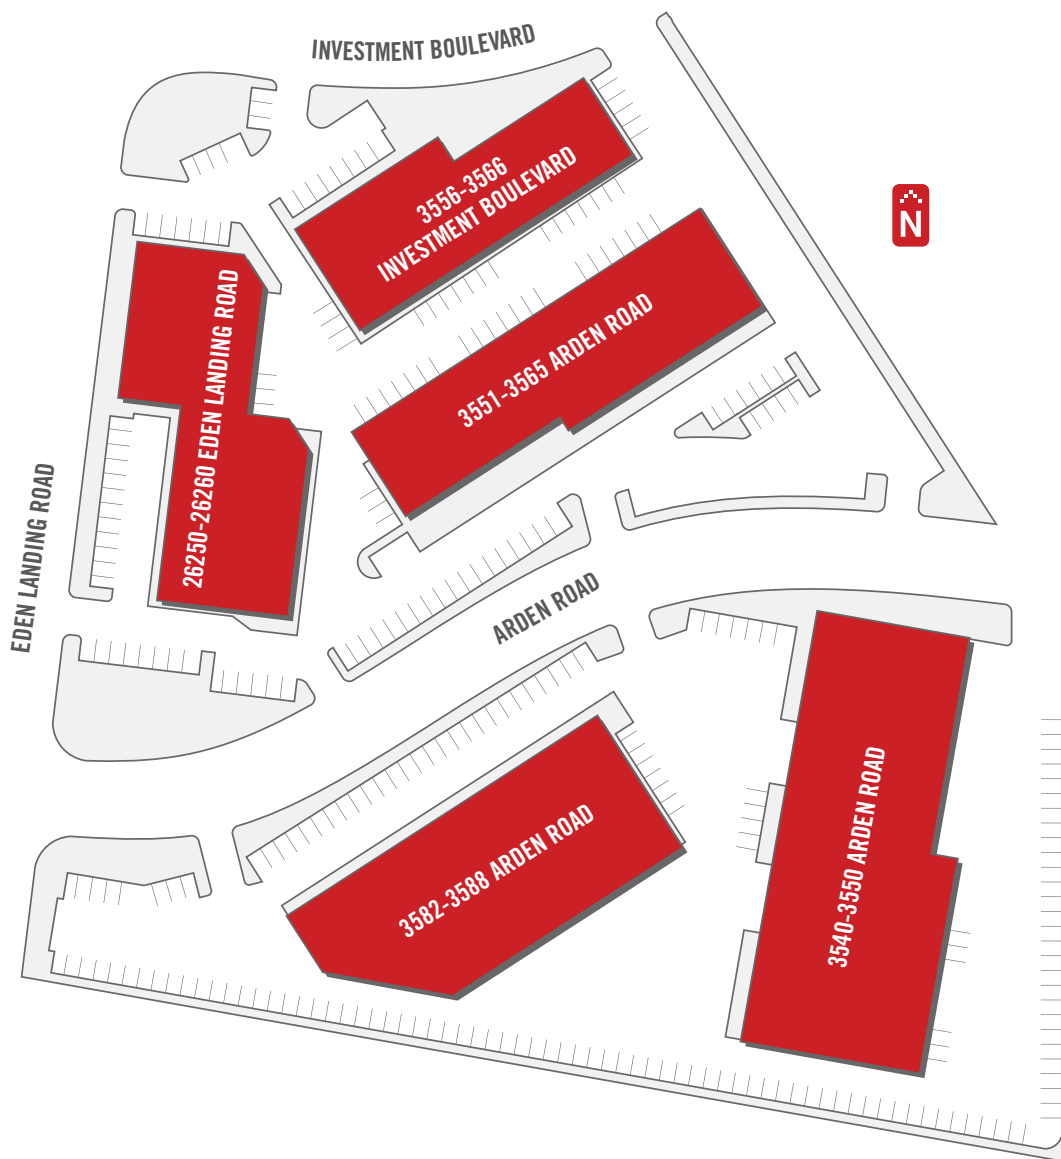 INVESTMENT BOULEVARD
3556-3566
INVESTMENT BOULEVARD
N
3551-3565 ARDEN ROAD
26250-26260 EDEN LANDING ROAD
EDEN LANDING ROAD
ARDEN ROAD
3582-3588 ARDEN ROAD
3540-3550 ARDEN ROAD